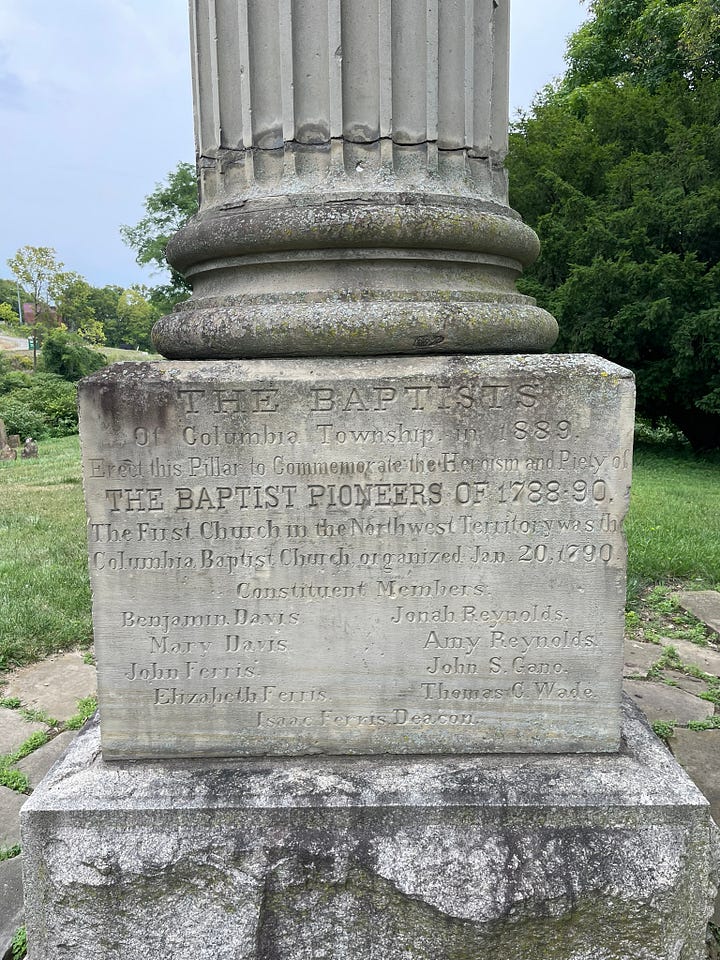 THE BAPTISTS
Of Columbia Township, in 1889.
Erect this Pillar to Commemorate the Heroism and Piety of
THE BAPTIST PIONEERS OF 1788-90.
The First Church in the Northwest Territory was the
Columbia Baptist Church, organized Jan. 20, 1790.
Constituent Members.
Benjamin Davis Jonah Reynolds.
Mary Davis Amy Reynolds.
John Ferris. John S. Gano.
Elizabeth Ferris. Thomas C. Wade.
Isaac Ferris, Deacon.